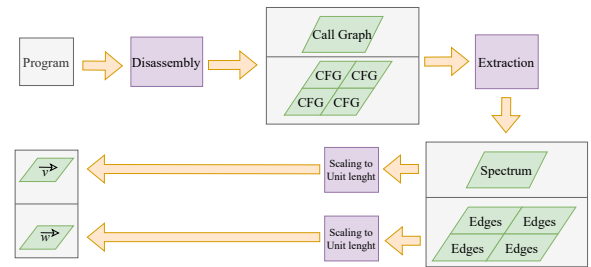 Call Graph
Program
Disassembly
CFG CFG
CFG CFG
Extraction
Scaling to
Unit lenght
v
Spectrum
Scaling to
Unit lenght
w
Edges Edges
Edges Edges